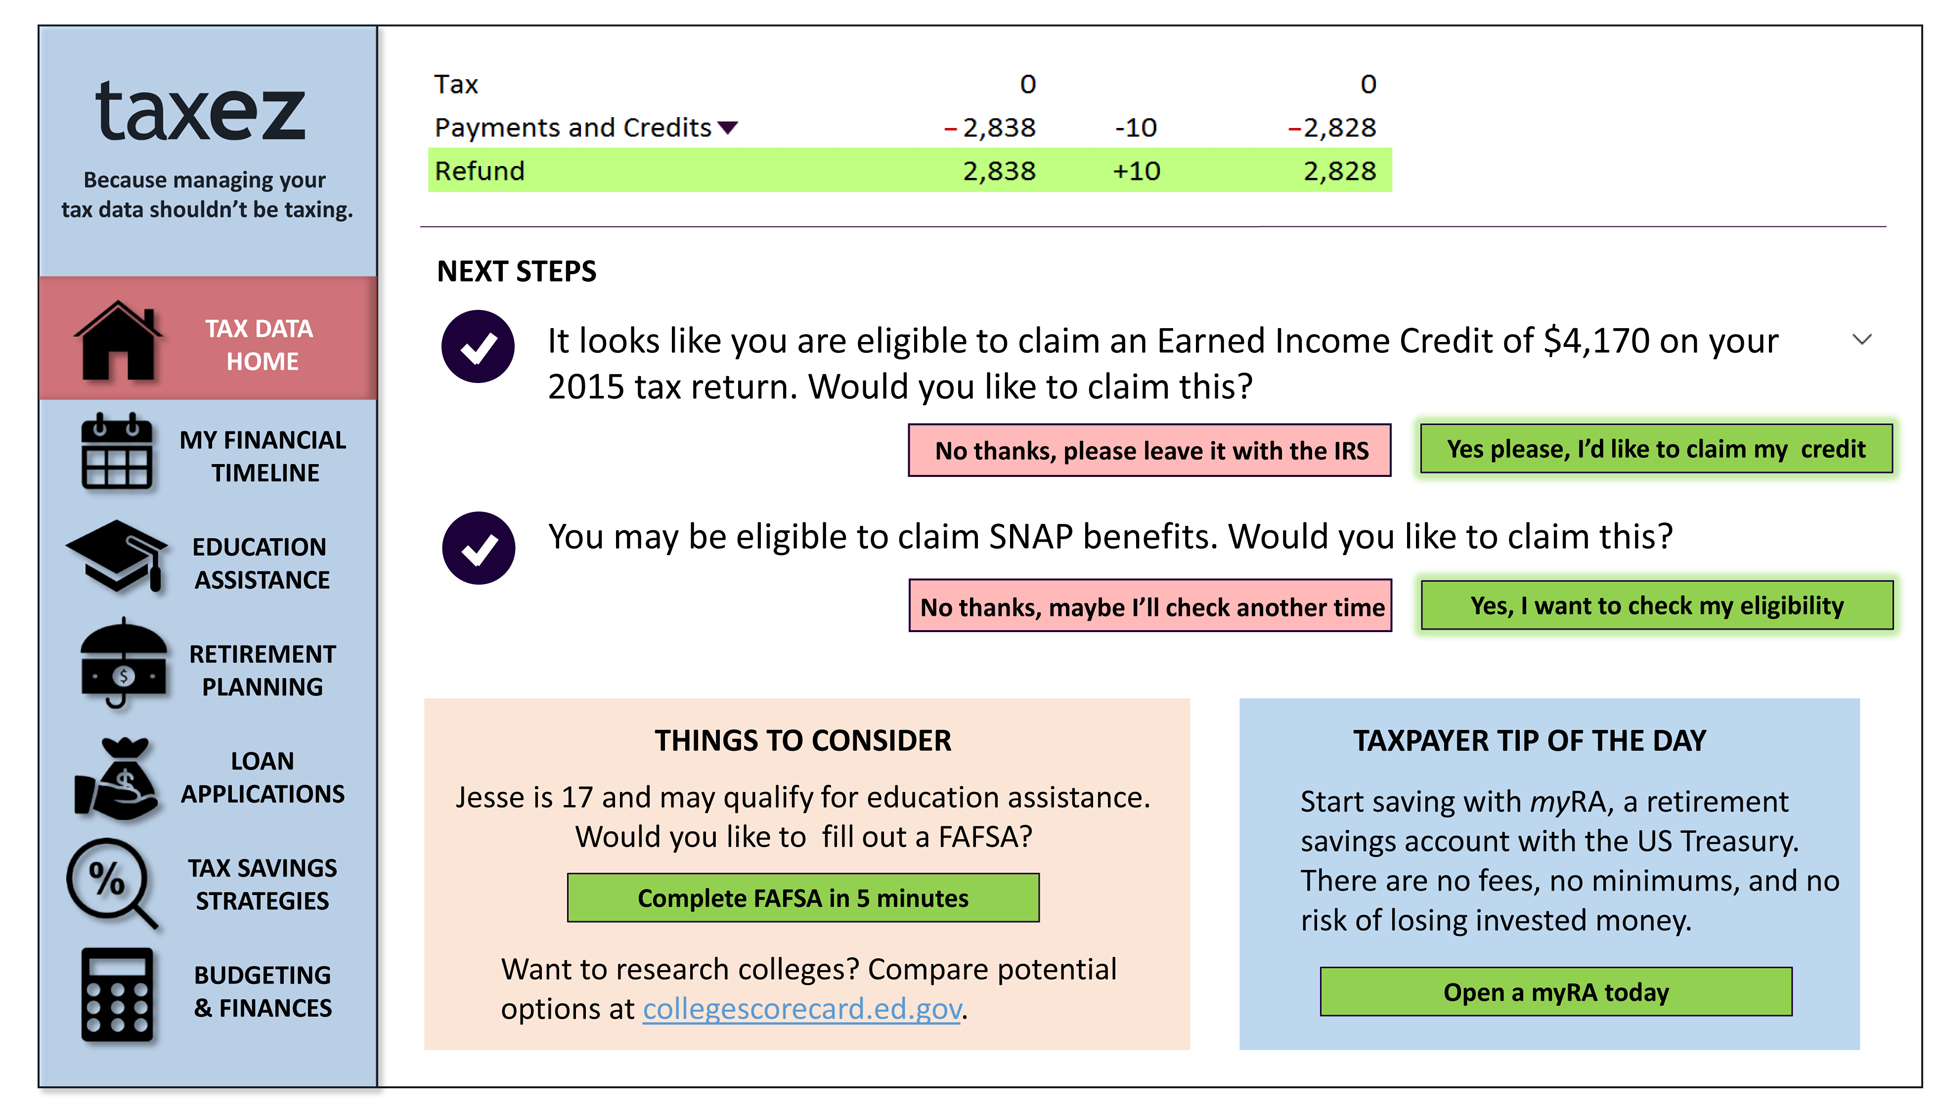 taxez
Because managing your
tax data shouldn't be taxing.
TAX DATA
HOME
MY FINANCIAL
TIMELINE
EDUCATION
ASSISTANCE
RETIREMENT
PLANNING
$
LOAN
APPLICATIONS
$
TAX SAVINGS
STRATEGIES
%
BUDGETING
& FINANCES
Tax 0 0
Payments and Credits −2,838 -10 −2,828
Refund 2,838 +10 2,828
NEXT STEPS
It looks like you are eligible to claim an Earned Income Credit of $4,170 on your
2015 tax return. Would you like to claim this?
No thanks, please leave it with the IRS
Yes please, I'd like to claim my credit
You may be eligible to claim SNAP benefits. Would you like to claim this?
No thanks, maybe I'll check another time
Yes, I want to check my eligibility
THINGS TO CONSIDER
Jesse is 17 and may qualify for education assistance.
Would you like to fill out a FAFSA?
Complete FAFSA in 5 minutes
Want to research colleges? Compare potential
options at collegescorecard.ed.gov.
TAXPAYER TIP OF THE DAY
Start saving with myRA, a retirement
savings account with the US Treasury.
There are no fees, no minimums, and no
risk of losing invested money.
Open a myRA today